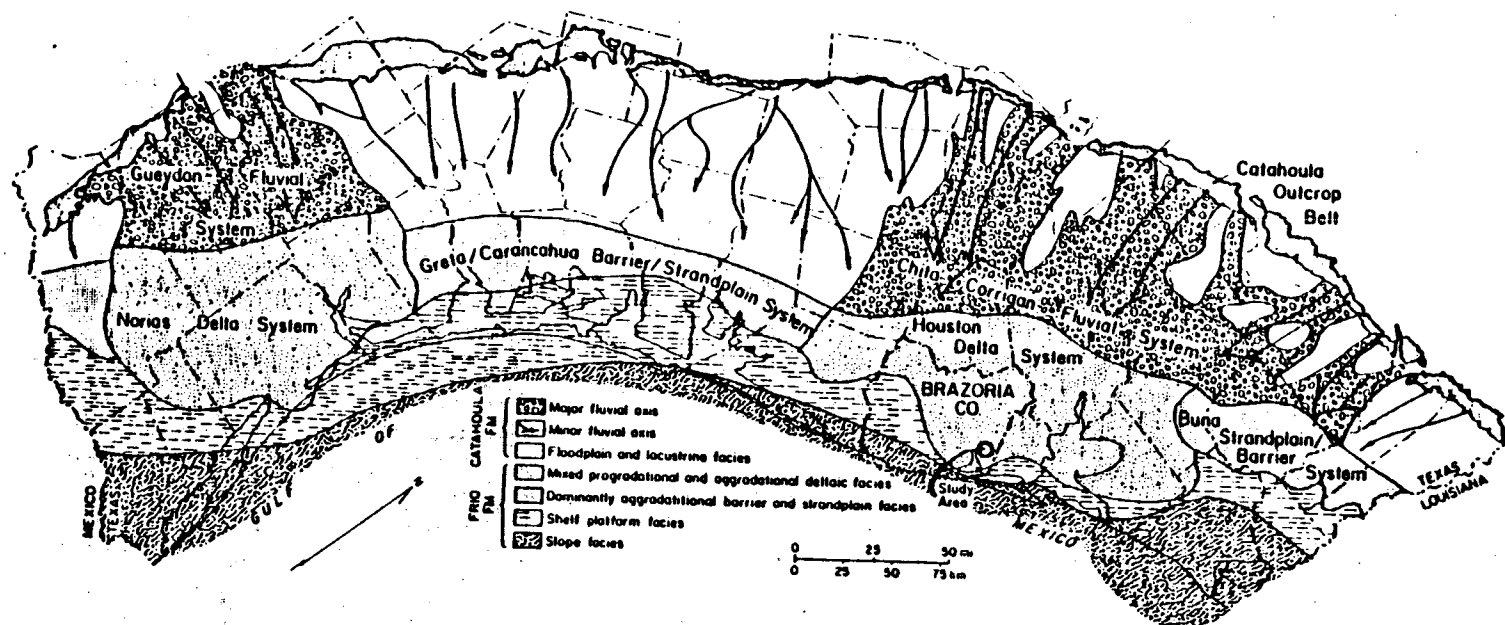 Gueydon Fluvial
System
Catahoula
Outcrop
Belt
Greta/Carancahua Barrier/Strandplain System
Chita Corrigan Fluvial System
Norias Delta System
Houston
Delta System
BRAZORIA
CO.
Buna
Strandplain/
Barrier
System
Study
Area
MEXICO
TEXAS
TEXAS
LOUISIANA
GULF OF MEXICO
N
CATAHOULA
FM
Major fluvial axis
Minor fluvial axis
Floodplain and lacustrine facies
FRIO
FM
Mixed progradational and aggradational deltaic facies
Dominantly aggradatitional barrier and strandplain facies
Shelf platform facies
Slope facies
0 25 50 mi
0 25 50 75 km